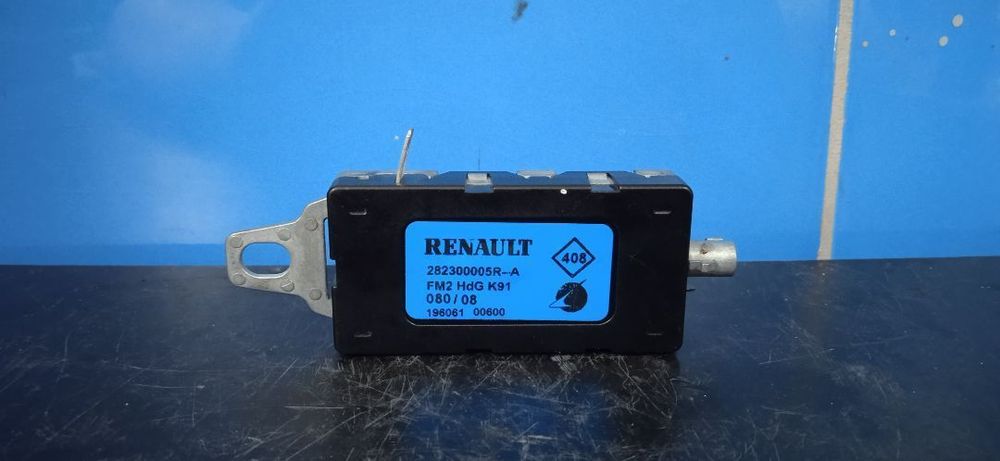 RENAULT
408
282300005R--A
FM2 HdG K91
080/08
196061 00600